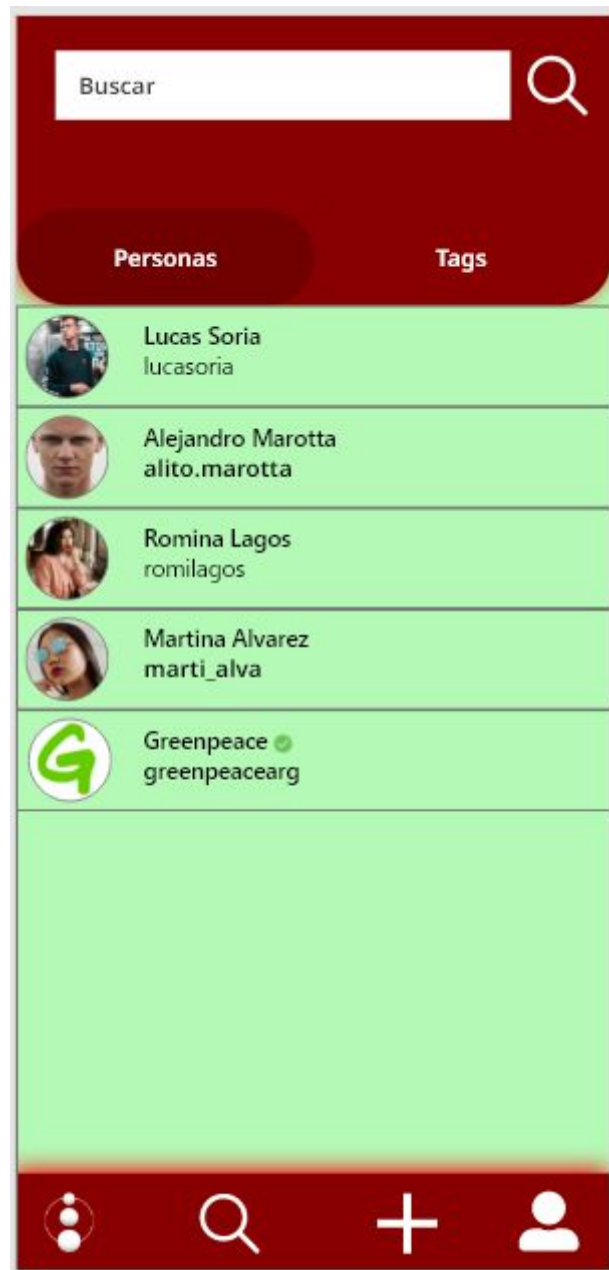 Buscar
Personas
Tags
Lucas Soria
lucasoria
Alejandro Marotta
alito.marotta
Romina Lagos
romilagos
Martina Alvarez
marti_alva
Greenpeace
greenpeacearg